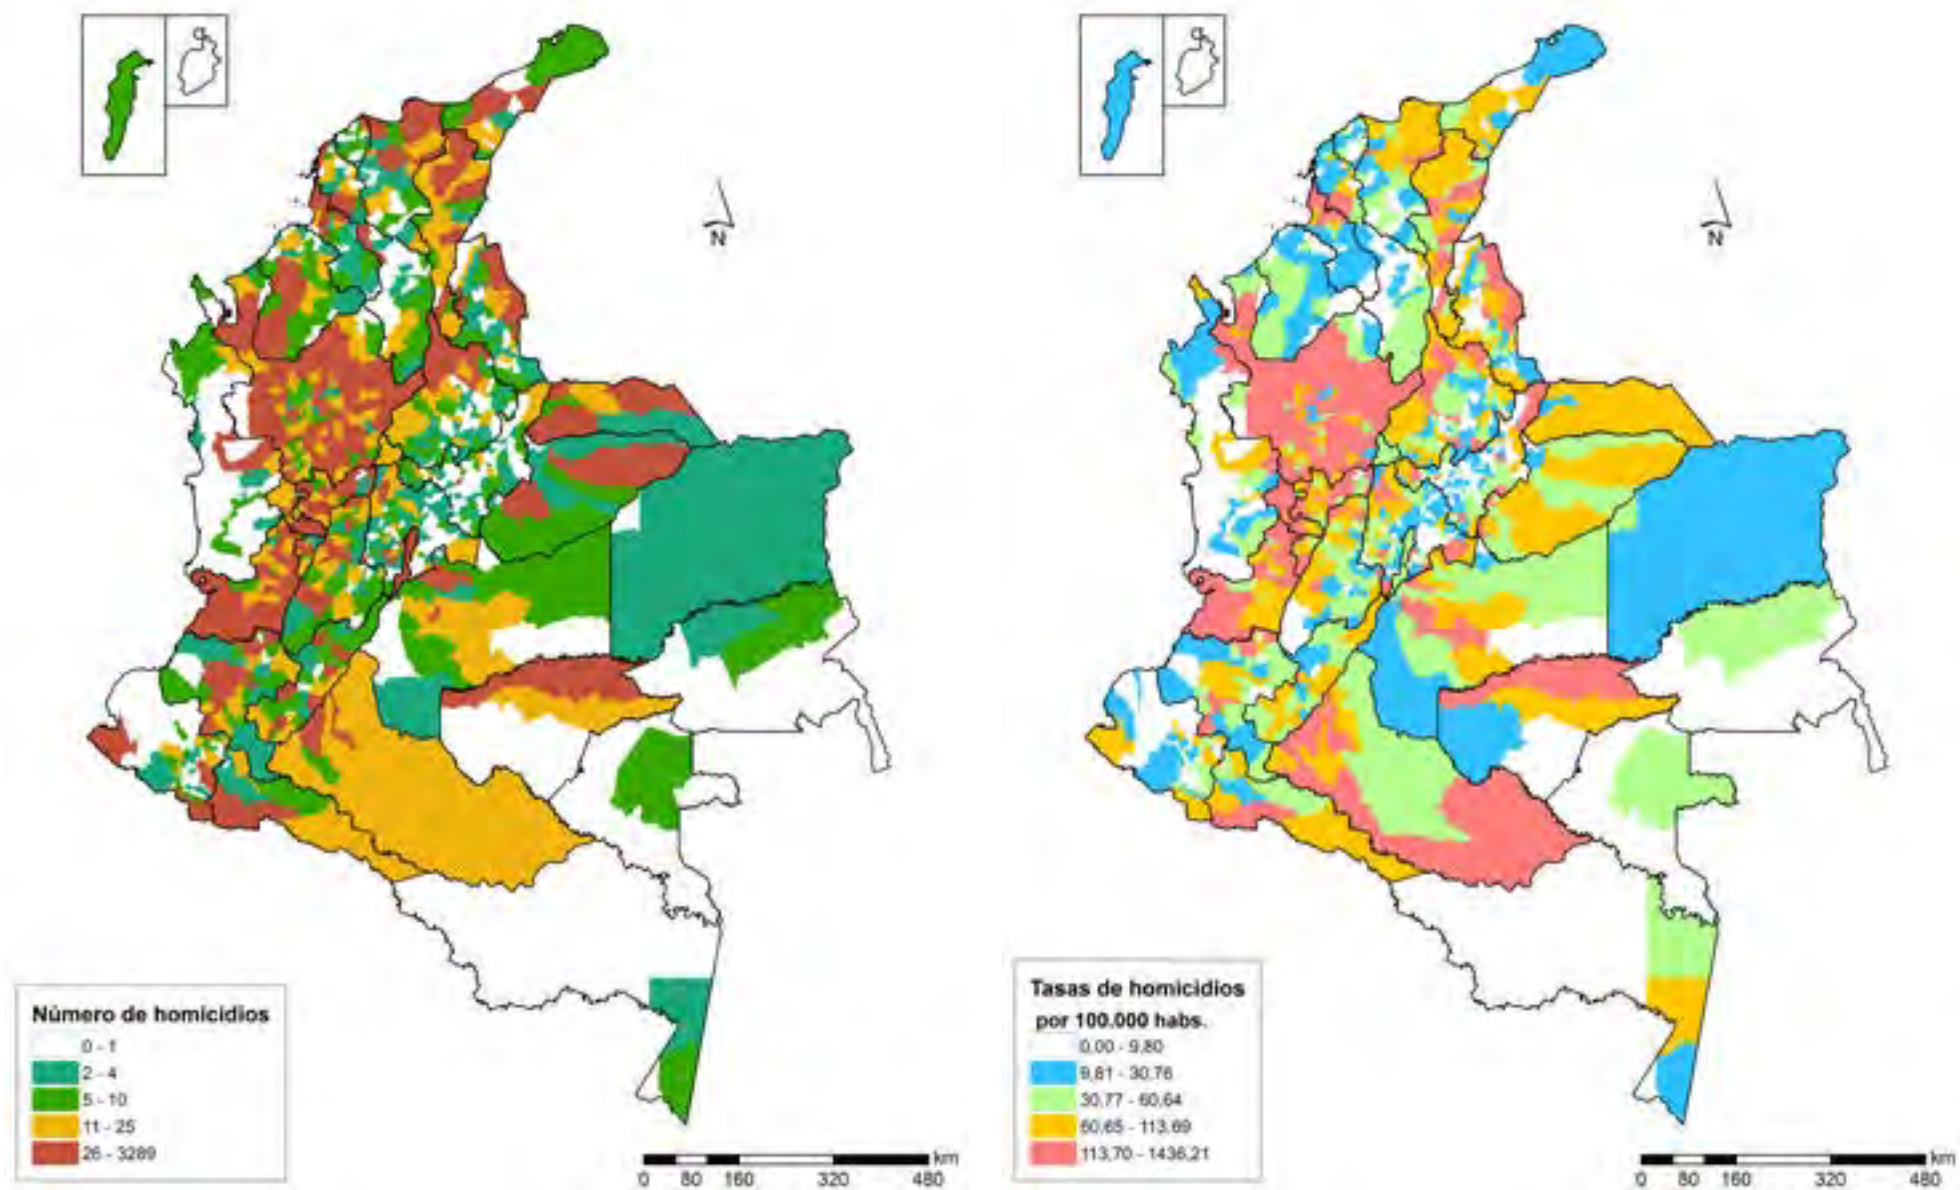 N
N
Número de homicidios
0 - 1
2 - 4
5 - 10
11 - 25
26 - 3289
km
0 80 160 320 480
Tasas de homicidios
por 100.000 habs.
0,00 - 9,80
9,81 - 30,76
30,77 - 60,64
60,65 - 113,69
113,70 - 1436,21
km
0 80 160 320 480